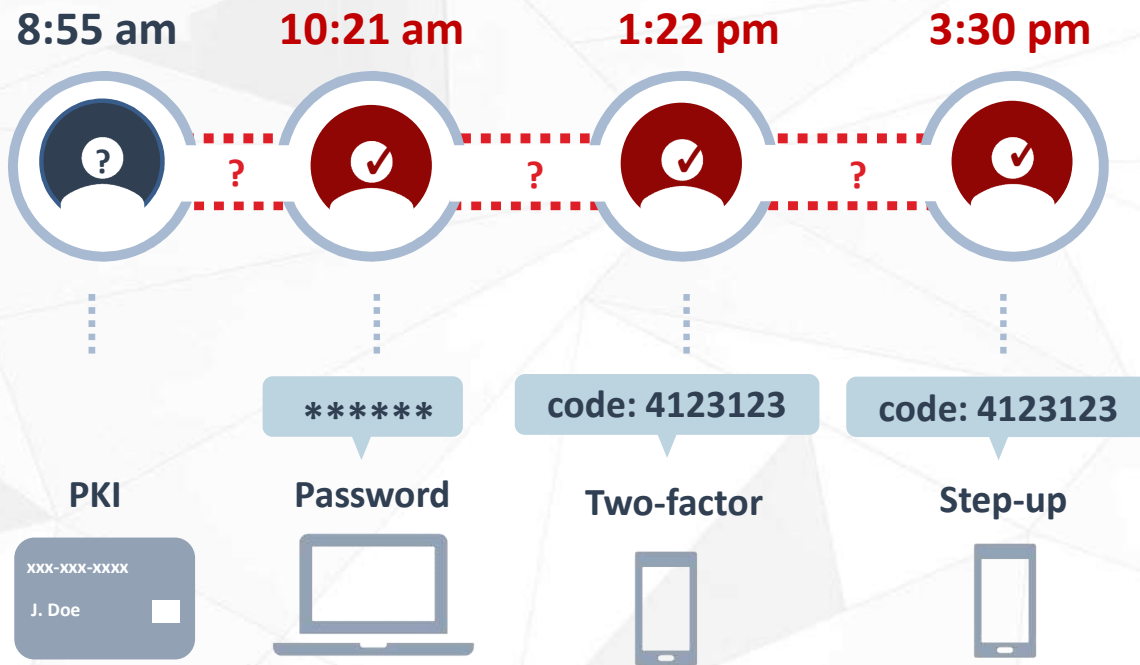 8:55 am 10:21 am 1:22 pm 3:30 pm
? ✓ ✓ ✓
? ? ?
****** code: 4123123 code: 4123123
PKI Password Two-factor Step-up
xxx-xxx-xxxx
J. Doe